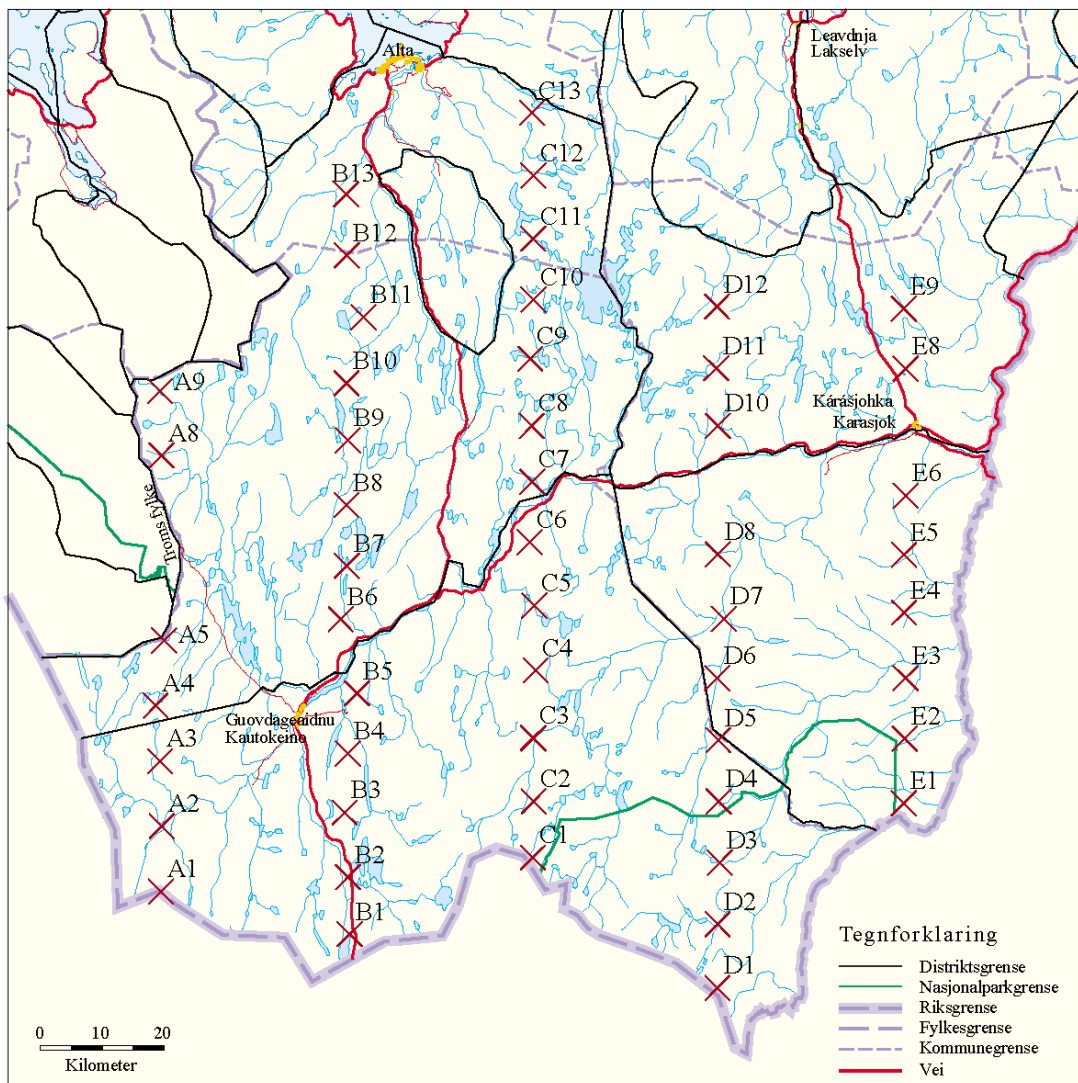 Leavdnja
Lakselv
Alta
C13
C12
B13
C11
B12
C10
D12
E9
B11
C9
D11
E8
B10
A9
Kárásjohka
Karasjok
C8
D10
B9
A8
C7
E6
B8
Troms fylke
C6
E5
D8
B7
C5
E4
D7
B6
A5
C4
D6
E3
B5
A4
Guovdageaidnu
Kautokeino
C3
D5
E2
B4
A3
C2
D4
E1
B3
A2
C1
D3
B2
A1
D2
B1
D1
Tegnforklaring
Distriktsgrense
Nasjonalparkgrense
Riksgrense
Fylkesgrense
Kommunegrense
Vei
0 10 20
Kilometer